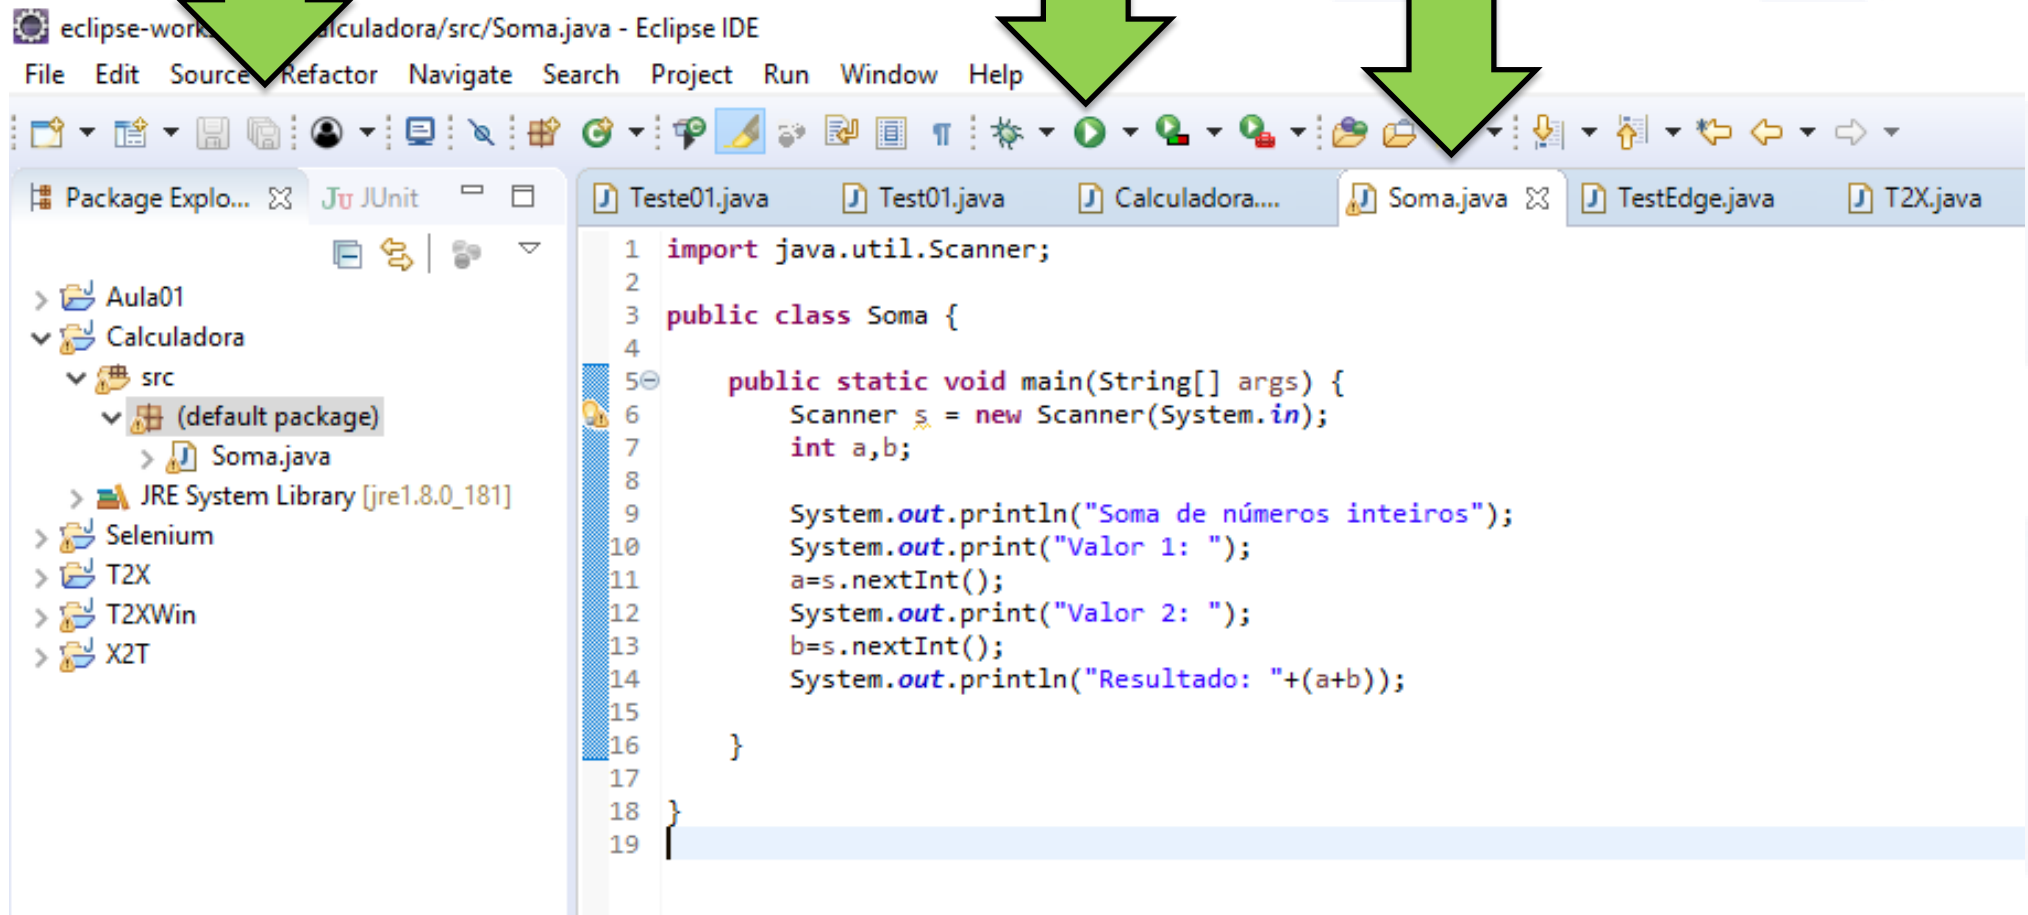 eclipse-work alculadora/src/Soma.java - Eclipse IDE
File Edit Source Refactor Navigate Search Project Run Window Help
Package Explo... JUnit
Teste01.java Test01.java Calculadora.... Soma.java TestEdge.java T2X.java
Aula01
Calculadora
src
(default package)
Soma.java
JRE System Library [jre1.8.0_181]
Selenium
T2X
T2XWin
X2T
1 import java.util.Scanner;
2
3 public class Soma {
4
5 public static void main(String[] args) {
6 Scanner s = new Scanner(System.in);
7 int a,b;
8
9 System.out.println("Soma de números inteiros");
10 System.out.print("Valor 1: ");
11 a=s.nextInt();
12 System.out.print("Valor 2: ");
13 b=s.nextInt();
14 System.out.println("Resultado: "+(a+b));
15
16 }
17
18 }
19